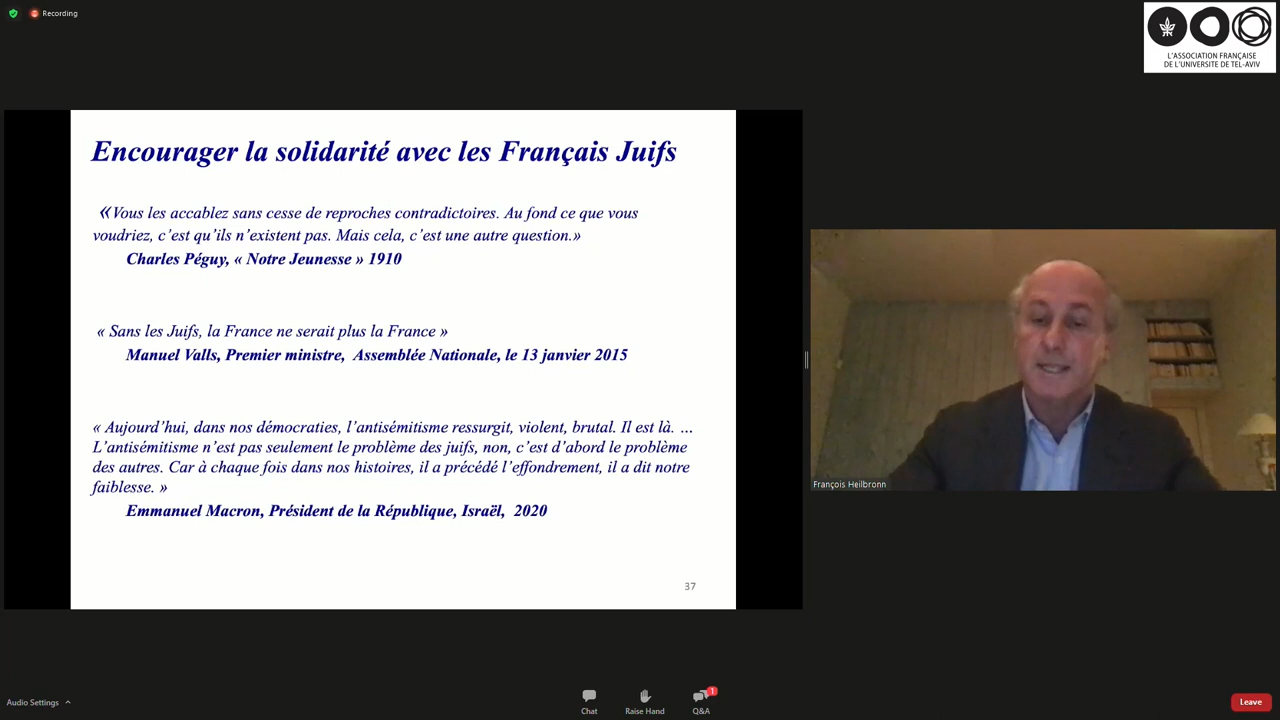 Recording
L'ASSOCIATION FRANÇAISE
DE L'UNIVERSITE DE TEL-AVIV
Encourager la solidarité avec les Français Juifs
«Vous les accablez sans cesse de reproches contradictoires. Au fond ce que vous
voudriez, c'est qu'ils n'existent pas. Mais cela, c'est une autre question.»
Charles Péguy, « Notre Jeunesse » 1910
« Sans les Juifs, la France ne serait plus la France »
Manuel Valls, Premier ministre, Assemblée Nationale, le 13 janvier 2015
« Aujourd'hui, dans nos démocraties, l'antisémitisme ressurgit, violent, brutal. Il est là. …
L'antisémitisme n'est pas seulement le problème des juifs, non, c'est d'abord le problème
des autres. Car à chaque fois dans nos histoires, il a précédé l'effondrement, il a dit notre
faiblesse. »
Emmanuel Macron, Président de la République, Israël, 2020
37
François Heilbronn
Audio Settings
Chat
Raise Hand
1
Q&A
Leave